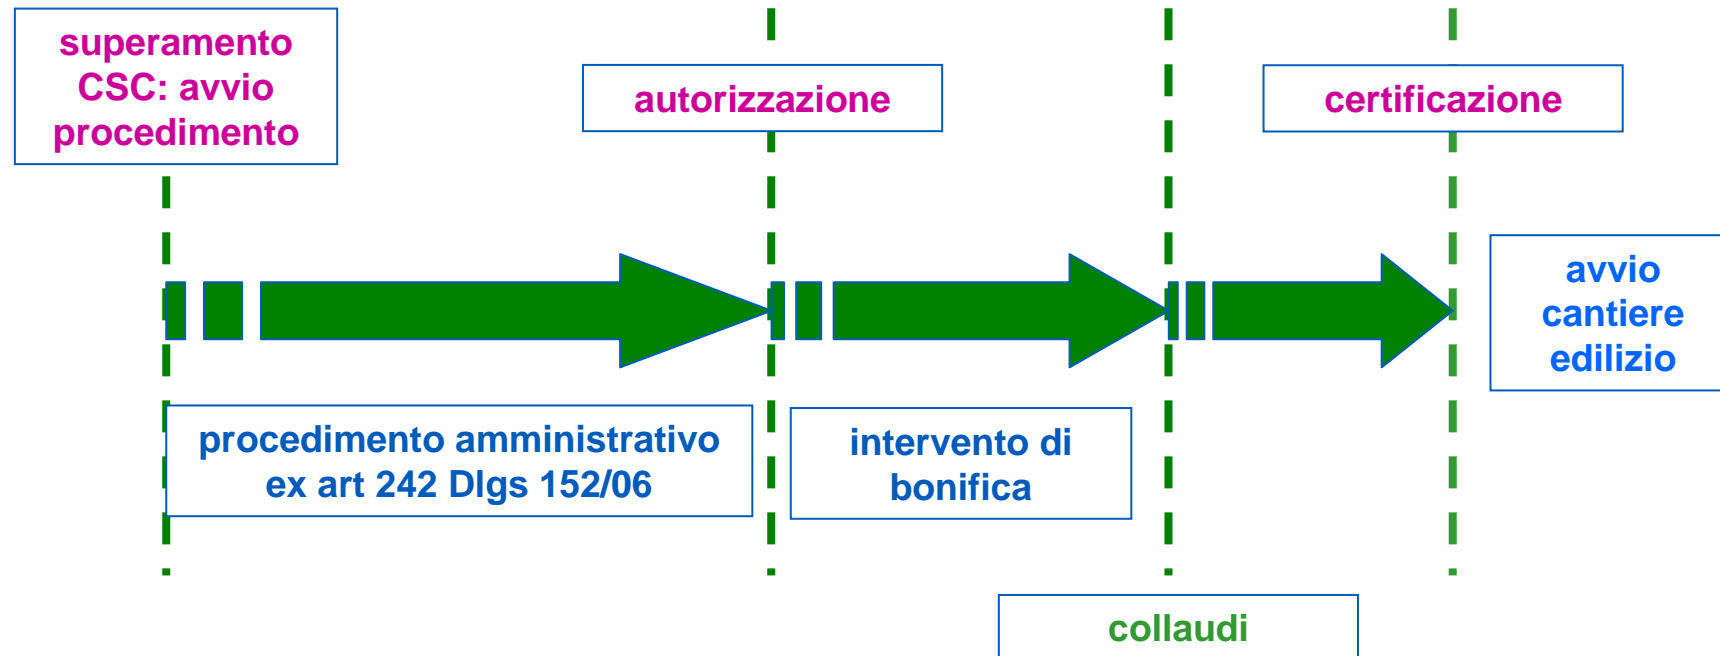 superamento
CSC: avvio
procedimento
autorizzazione
certificazione
avvio
cantiere
edilizio
procedimento amministrativo
ex art 242 Dlgs 152/06
intervento di
bonifica
collaudi